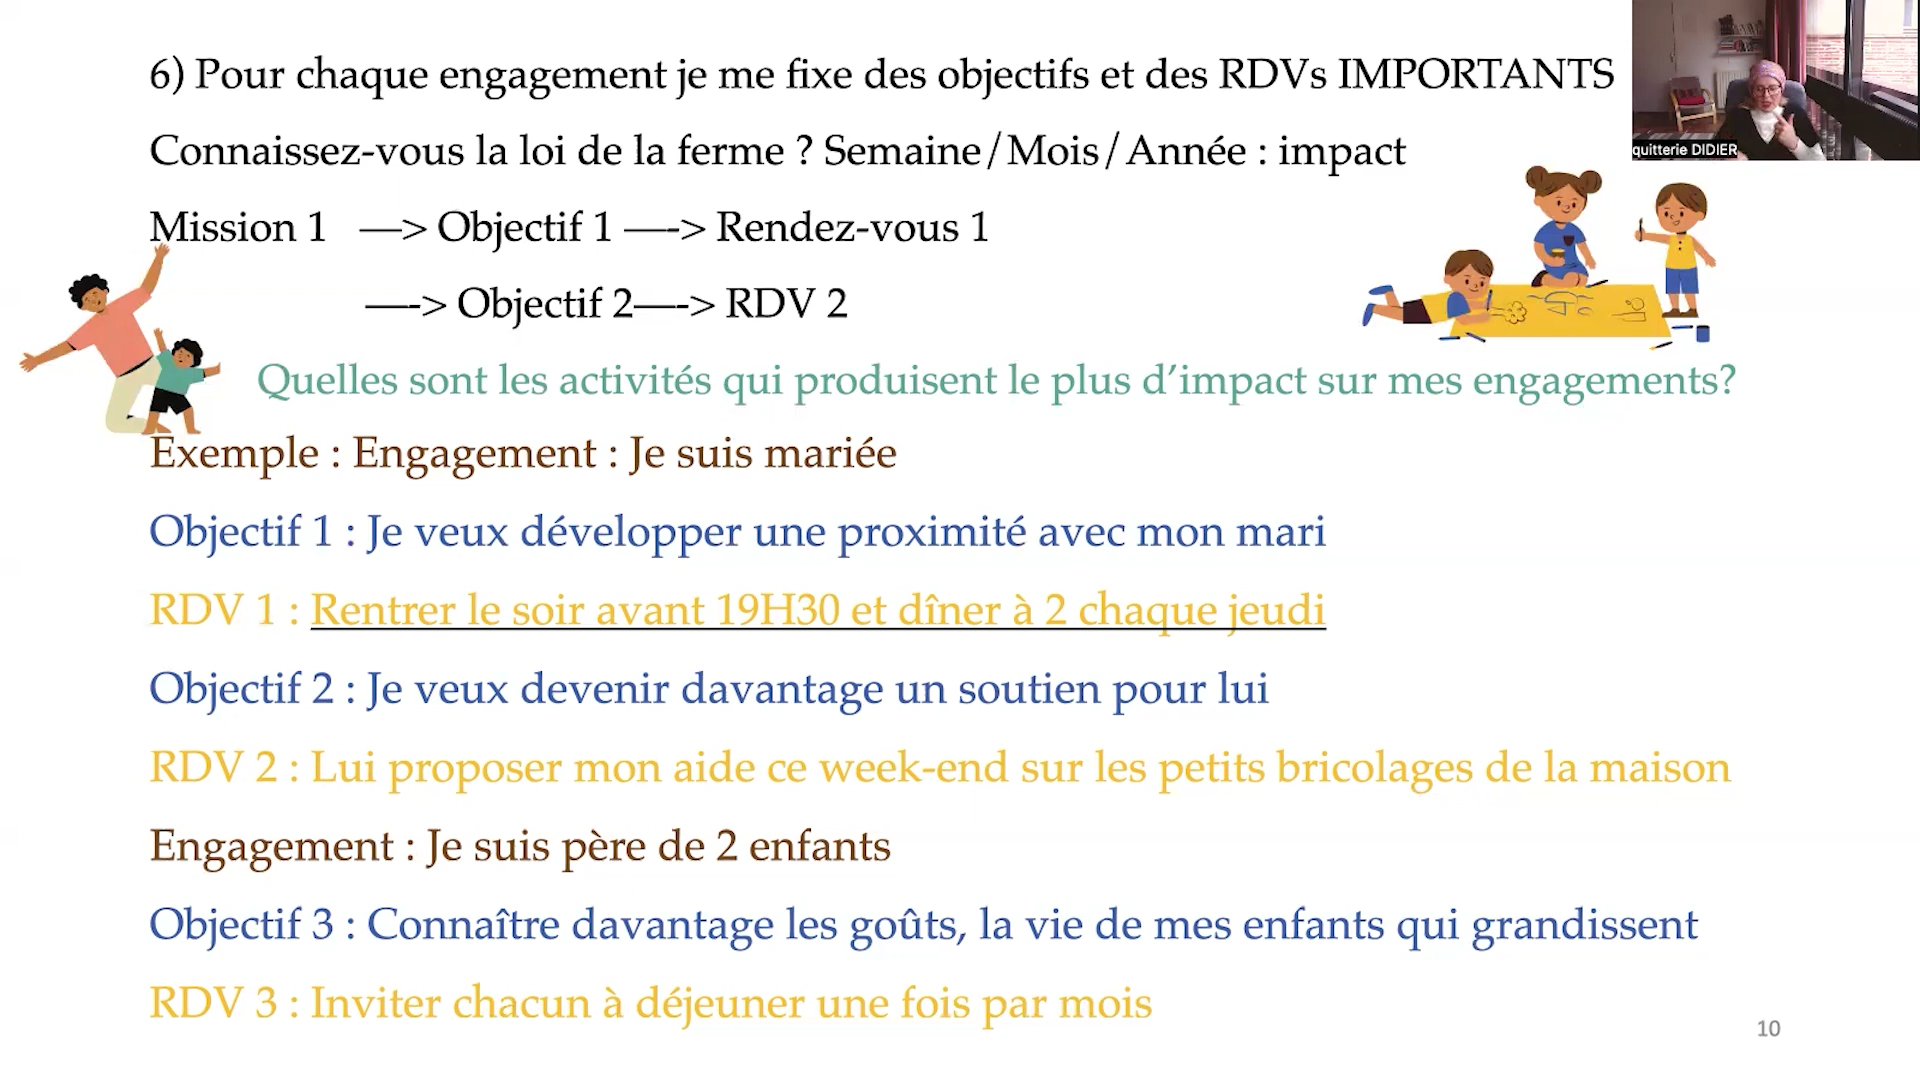 6) Pour chaque engagement je me fixe des objectifs et des RDVs IMPORTANTS
quitterie DIDIER
Connaissez-vous la loi de la ferme ? Semaine/Mois/Année : impact
Mission 1 —> Objectif 1 —-> Rendez-vous 1
—-> Objectif 2—-> RDV 2
Quelles sont les activités qui produisent le plus d’impact sur mes engagements?
Exemple : Engagement : Je suis mariée
Objectif 1 : Je veux développer une proximité avec mon mari
RDV 1 : Rentrer le soir avant 19H30 et dîner à 2 chaque jeudi
Objectif 2 : Je veux devenir davantage un soutien pour lui
RDV 2 : Lui proposer mon aide ce week-end sur les petits bricolages de la maison
Engagement : Je suis père de 2 enfants
Objectif 3 : Connaître davantage les goûts, la vie de mes enfants qui grandissent
RDV 3 : Inviter chacun à déjeuner une fois par mois
10